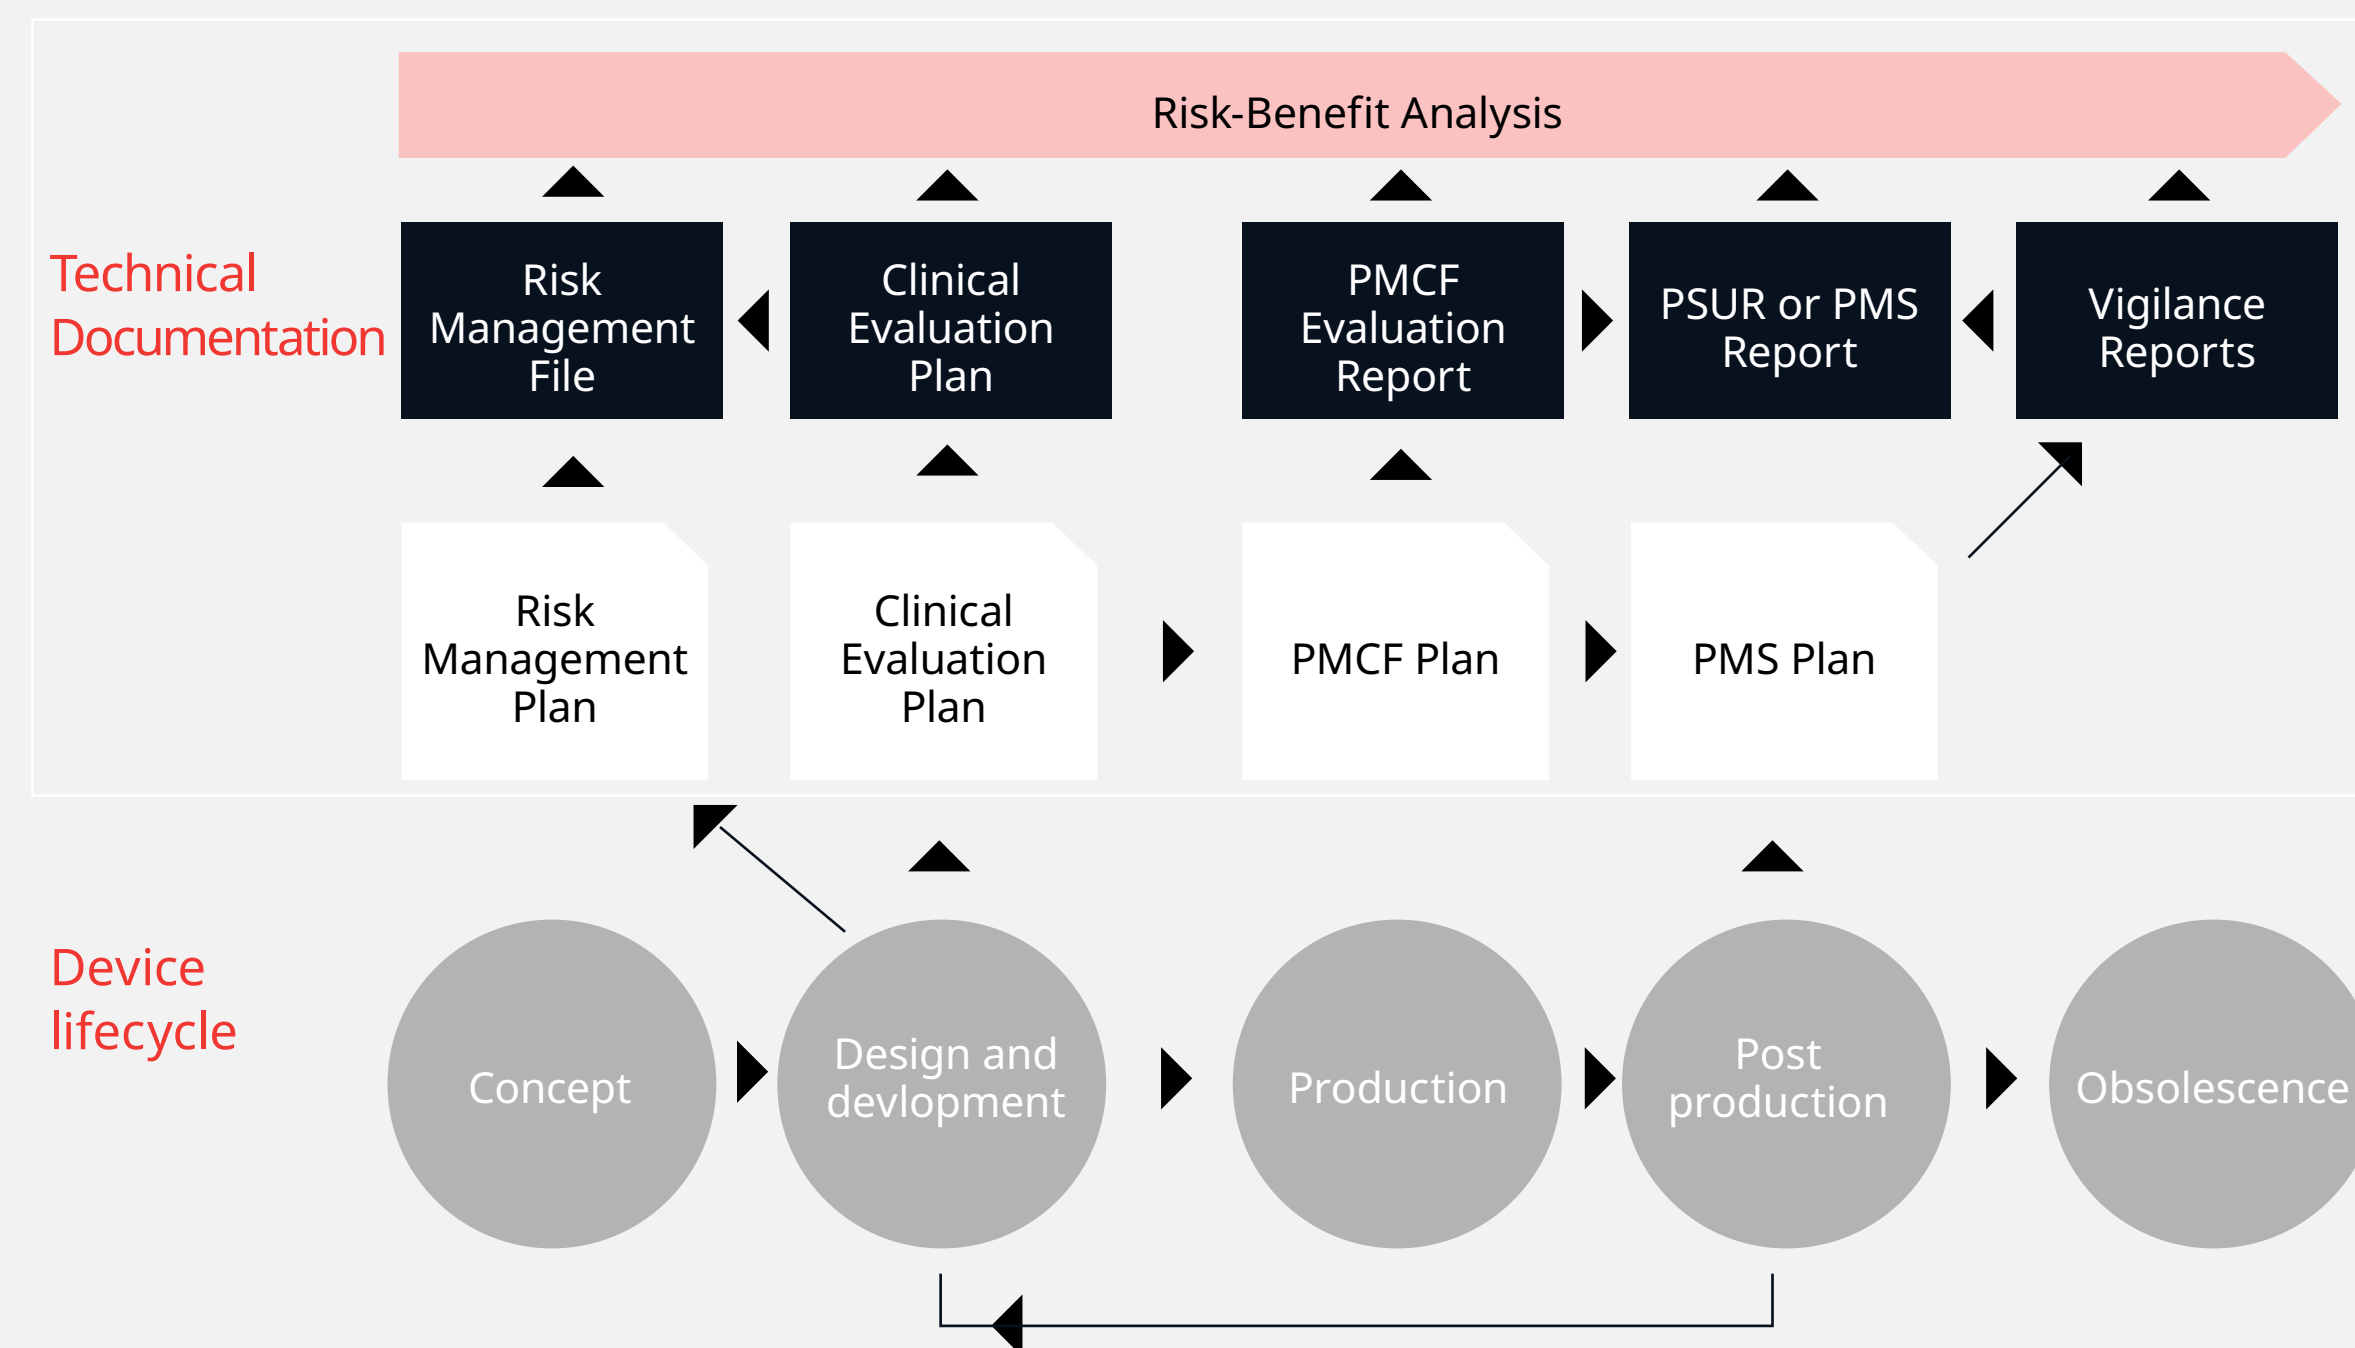 Risk-Benefit Analysis
Technical
Documentation
Risk
Management
File
Clinical
Evaluation
Plan
PMCF
Evaluation
Report
PSUR or PMS
Report
Vigilance
Reports
Risk
Management
Plan
Clinical
Evaluation
Plan
PMCF Plan
PMS Plan
Device
lifecycle
Concept
Design and
devlopment
Production
Post
production
Obsolescence